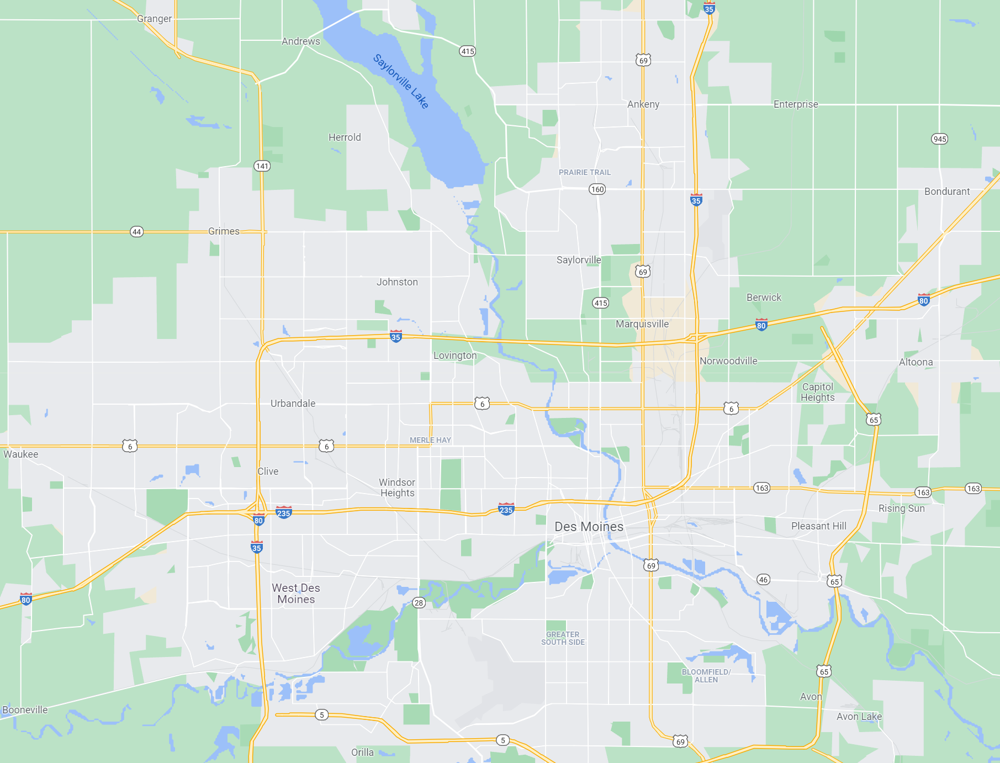 35
Granger
Andrews
415
69
Saylorville Lake
Ankeny
Enterprise
Herrold
945
141
PRAIRIE TRAIL
160
Bondurant
35
44
Grimes
Saylorville
69
Johnston
Berwick
80
415
Marquisville
80
35
Lovington
Norwoodville
Altoona
Capitol
Heights
Urbandale
6
6
65
MERLE HAY
6
6
Waukee
Clive
Windsor
Heights
163
163
163
Rising Sun
235
235
80
Des Moines
Pleasant Hill
35
69
46
65
West Des
Moines
80
28
GREATER
SOUTH SIDE
65
BLOOMFIELD/
ALLEN
Avon
Booneville
5
Avon Lake
5
69
Orilla